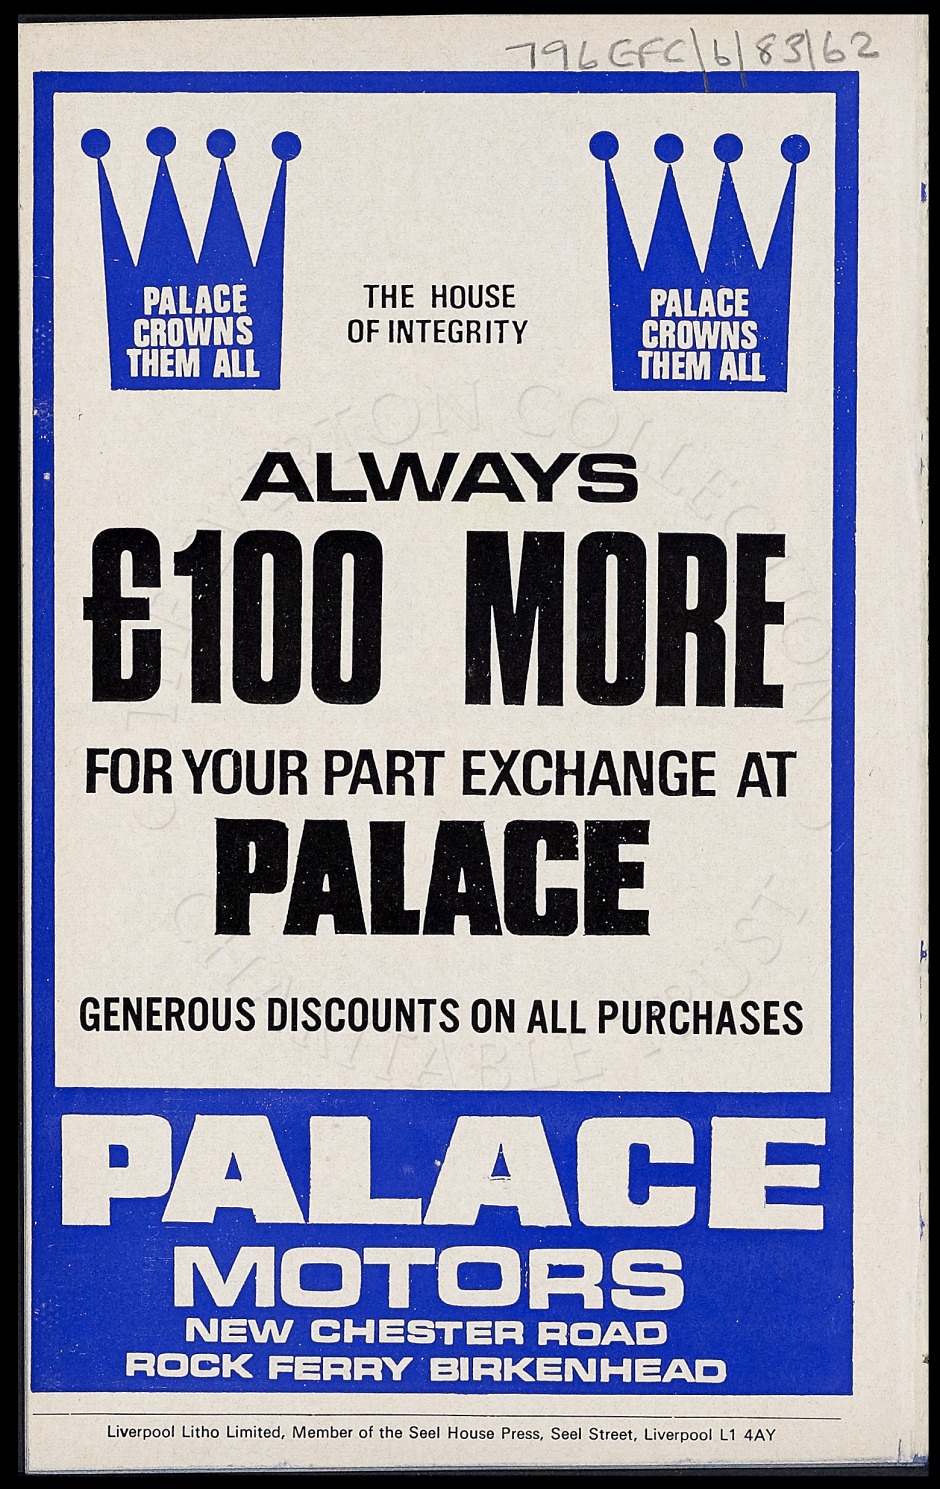 796 EFC/6/83/62
PALACE
CROWNS
THEM ALL
THE HOUSE
OF INTEGRITY
PALACE
CROWNS
THEM ALL
ALWAYS
£100 MORE
FOR YOUR PART EXCHANGE AT
PALACE
GENEROUS DISCOUNTS ON ALL PURCHASES
PALACE
MOTORS
NEW CHESTER ROAD
ROCK FERRY BIRKENHEAD
Liverpool Litho Limited, Member of the Seel House Press, Seel Street, Liverpool L1 4AY